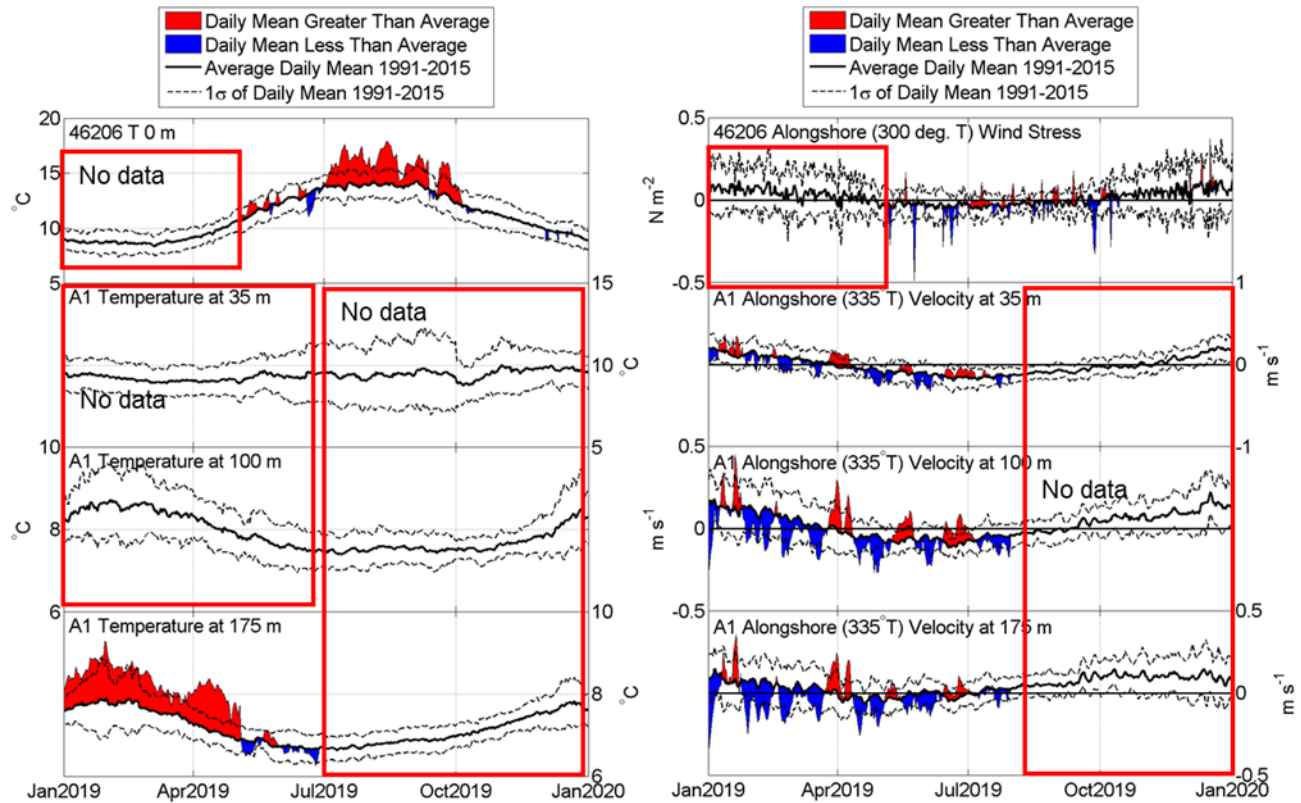 Daily Mean Greater Than Average
Daily Mean Less Than Average
Average Daily Mean 1991-2015
1σ of Daily Mean 1991-2015
20
46206 T 0 m
No data
15
°C
10
5
15
A1 Temperature at 35 m
No data
10
°C
No data
10
5
A1 Temperature at 100 m
8
°C
6
10
A1 Temperature at 175 m
8
°C
6
Jan2019
Apr2019
Jul2019
Oct2019
Jan2020
Daily Mean Greater Than Average
Daily Mean Less Than Average
Average Daily Mean 1991-2015
1σ of Daily Mean 1991-2015
0.5
46206 Alongshore (300 deg. T) Wind Stress
N m-2
0
-0.5
1
A1 Alongshore (335°T) Velocity at 35 m
0
m s-1
0.5
-1
A1 Alongshore (335°T) Velocity at 100 m
No data
m s-1
0
-0.5
0.5
A1 Alongshore (335°T) Velocity at 175 m
0
m s-1
-0.5
Jan2019
Apr2019
Jul2019
Oct2019
Jan2020